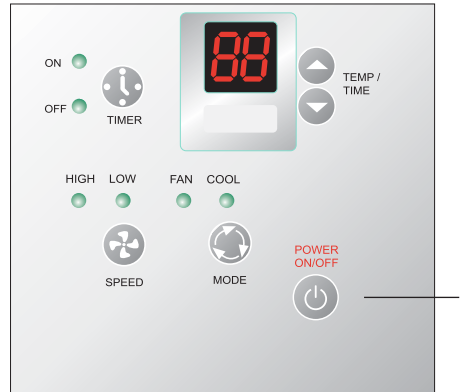 88
ON
TEMP /
TIME
OFF
TIMER
HIGH LOW FAN COOL
SPEED
MODE
POWER
ON/OFF